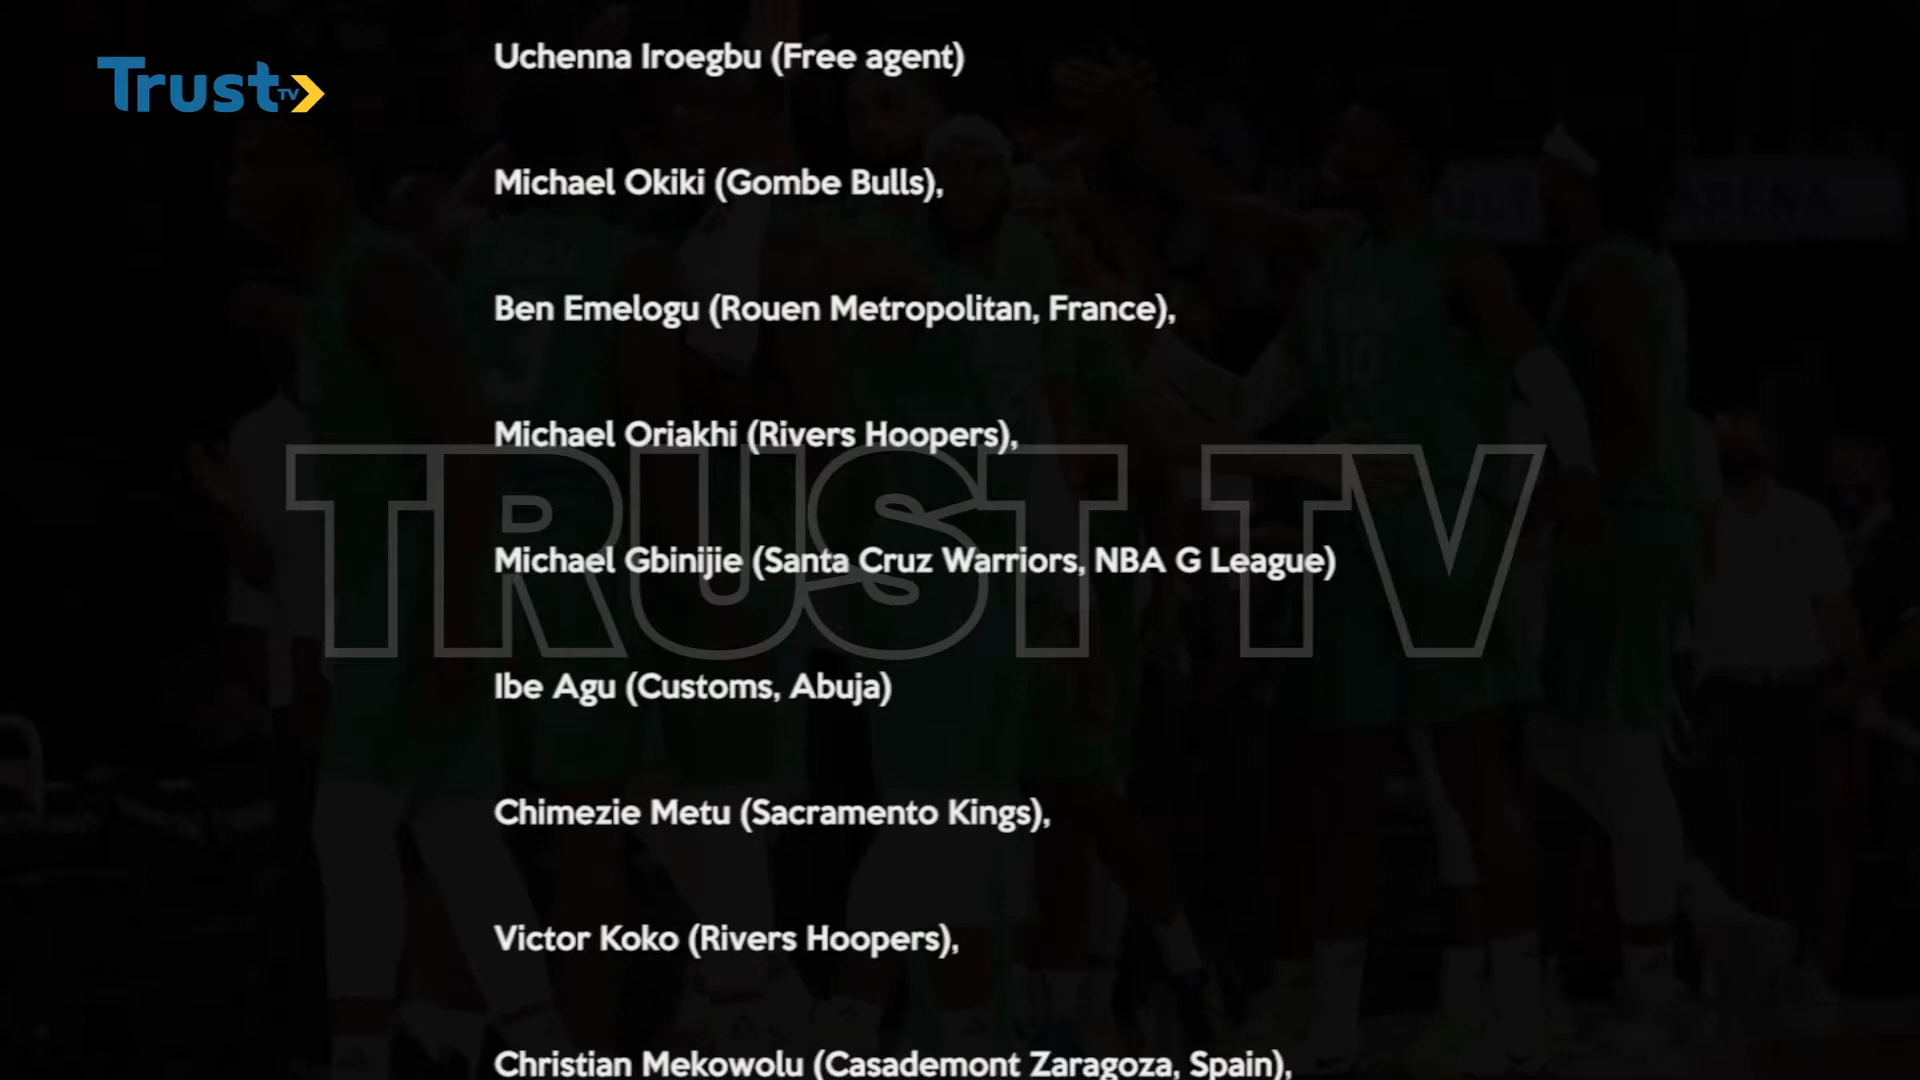 Trust TV
Uchenna Iroegbu (Free agent)
Michael Okiki (Gombe Bulls),
Ben Emelogu (Rouen Metropolitan, France),
Michael Oriakhi (Rivers Hoopers),
TRUST TV
Michael Gbinijie (Santa Cruz Warriors, NBA G League)
Ibe Agu (Customs, Abuja)
Chimezie Metu (Sacramento Kings),
Victor Koko (Rivers Hoopers),
Christian Mekowolu (Casademont Zaragoza, Spain),
ARENA
10